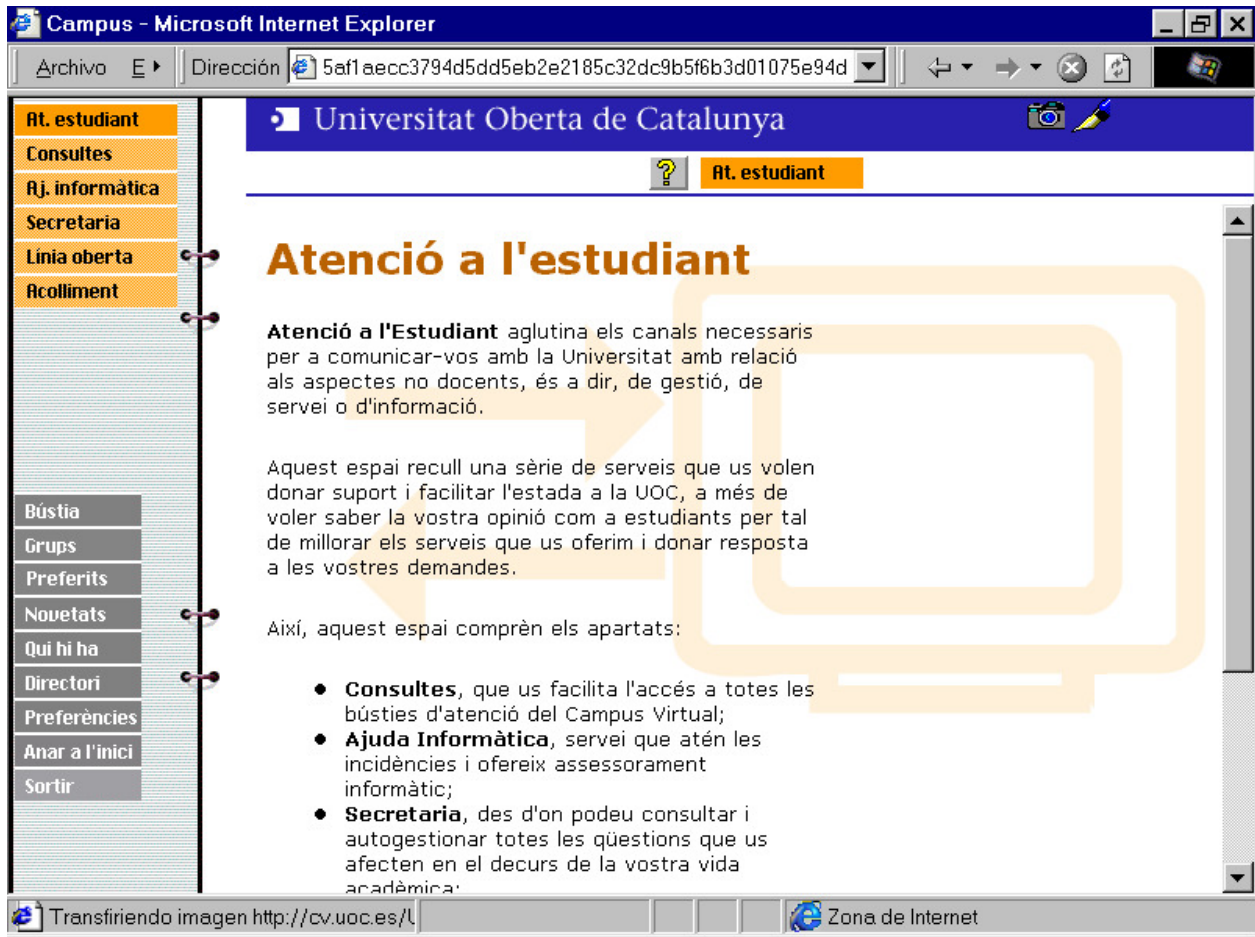 Campus - Microsoft Internet Explorer
Archivo E Dirección 5af1aecc3794d5dd5eb2e2185c32dc9b5f6b3d01075e94d
At. estudiant
Consultes
Aj. informàtica
Secretaria
Línia oberta
Acolliment
Bústia
Grups
Preferits
Novetats
Qui hi ha
Directori
Preferències
Anar a l'inici
Sortir
Universitat Oberta de Catalunya
? At. estudiant
Atenció a l'estudiant
Atenció a l'Estudiant aglutina els canals necessaris
per a comunicar-vos amb la Universitat amb relació
als aspectes no docents, és a dir, de gestió, de
servei o d'informació.
Aquest espai recull una sèrie de serveis que us volen
donar suport i facilitar l'estada a la UOC, a més de
voler saber la vostra opinió com a estudiants per tal
de millorar els serveis que us oferim i donar resposta
a les vostres demandes.
Així, aquest espai comprèn els apartats:
• Consultes, que us facilita l'accés a totes les
bústies d'atenció del Campus Virtual;
• Ajuda Informàtica, servei que atén les
incidències i ofereix assessorament
informàtic;
• Secretaria, des d'on podeu consultar i
autogestionar totes les qüestions que us
afecten en el decurs de la vostra vida
acadèmica;
Transfiriendo imagen http://cv.uoc.es/U
Zona de Internet